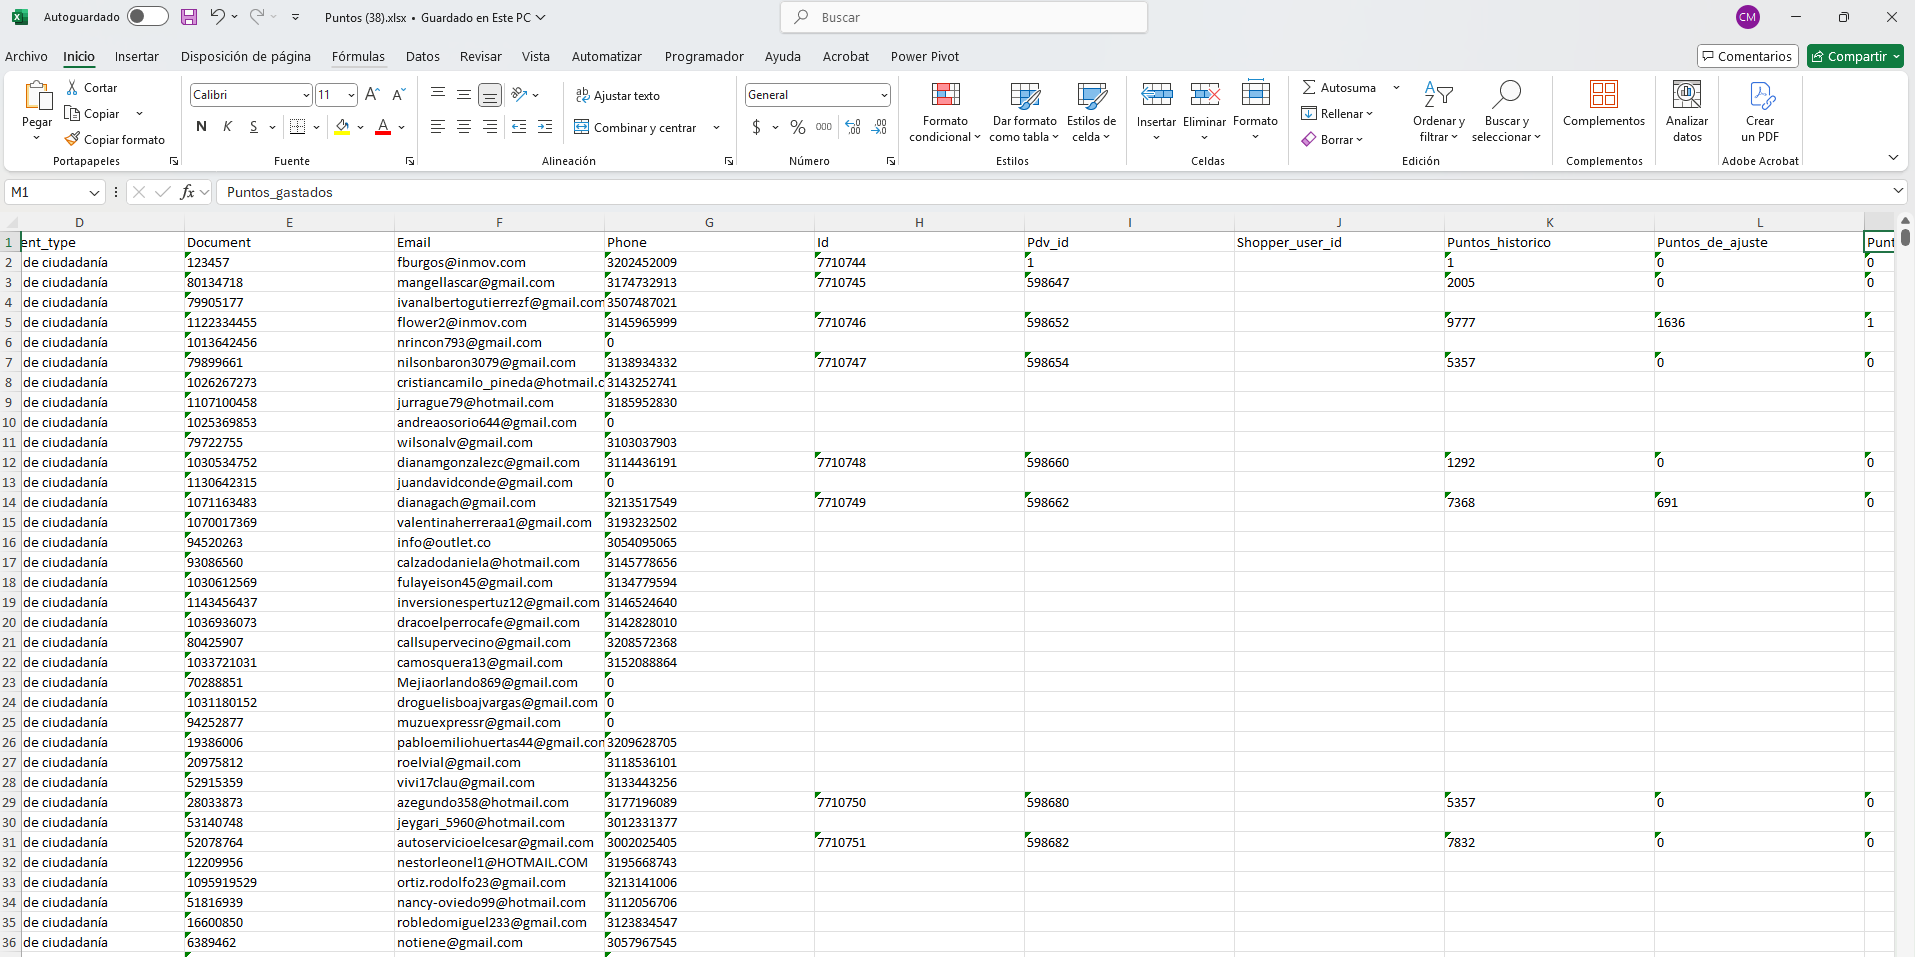 Autoguardado Puntos (38).xlsx • Guardado en Este PC Buscar CM
Archivo Inicio Insertar Disposición de página Fórmulas Datos Revisar Vista Automatizar Programador Ayuda Acrobat Power Pivot Comentarios Compartir
Pegar Cortar Copiar Copiar formato Portapapeles
Calibri 11 A A N K S A Fuente
Ajustar texto Combinar y centrar Alineación
General $ % 000 Número
Formato condicional Dar formato como tabla Estilos de celda Estilos
Insertar Eliminar Formato Celdas
Autosuma Rellenar Borrar Ordenar y filtrar Buscar y seleccionar Edición
Complementos Complementos
Analizar datos
Crear un PDF Adobe Acrobat
M1 fx Puntos_gastados
D E F G H I J K L
1 ent_type Document Email Phone Id Pdv_id Shopper_user_id Puntos_historico Puntos_de_ajuste Punt
2 de ciudadanía 123457 fburgos@inmov.com 3202452009 7710744 1 1 0 0
3 de ciudadanía 80134718 mangellascar@gmail.com 3174732913 7710745 598647 2005 0 0
4 de ciudadanía 79905177 ivanalbertogutierrezf@gmail.com 3507487021
5 de ciudadanía 1122334455 flower2@inmov.com 3145965999 7710746 598652 9777 1636 1
6 de ciudadanía 1013642456 nrincon793@gmail.com 0
7 de ciudadanía 79899661 nilsonbaron3079@gmail.com 3138934332 7710747 598654 5357 0 0
8 de ciudadanía 1026267273 cristiancamilo_pineda@hotmail.c 3143252741
9 de ciudadanía 1107100458 jurrague79@hotmail.com 3185952830
10 de ciudadanía 1025369853 andreaosorio644@gmail.com 0
11 de ciudadanía 79722755 wilsonalv@gmail.com 3103037903
12 de ciudadanía 1030534752 dianamgonzalezc@gmail.com 3114436191 7710748 598660 1292 0 0
13 de ciudadanía 1130642315 juandavidconde@gmail.com 0
14 de ciudadanía 1071163483 dianagach@gmail.com 3213517549 7710749 598662 7368 691 0
15 de ciudadanía 1070017369 valentinaherreraa1@gmail.com 3193232502
16 de ciudadanía 94520263 info@outlet.co 3054095065
17 de ciudadanía 93086560 calzadodaniela@hotmail.com 3145778656
18 de ciudadanía 1030612569 fulayeison45@gmail.com 3134779594
19 de ciudadanía 1143456437 inversionespertuz12@gmail.com 3146524640
20 de ciudadanía 1036936073 dracoelperrocafe@gmail.com 3142828010
21 de ciudadanía 80425907 callsupervecino@gmail.com 3208572368
22 de ciudadanía 1033721031 camosquera13@gmail.com 3152088864
23 de ciudadanía 70288851 Mejiaorlando869@gmail.com 0
24 de ciudadanía 1031180152 droguelisboajvargas@gmail.com 0
25 de ciudadanía 94252877 muzuexpressr@gmail.com 0
26 de ciudadanía 19386006 pabloemiliohuertas44@gmail.con 3209628705
27 de ciudadanía 20975812 roelvial@gmail.com 3118536101
28 de ciudadanía 52915359 vivi17clau@gmail.com 3133443256
29 de ciudadanía 28033873 azegundo358@hotmail.com 3177196089 7710750 598680 5357 0 0
30 de ciudadanía 53140748 jeygari_5960@hotmail.com 3012331377
31 de ciudadanía 52078764 autoservicioelcesar@gmail.com 3002025405 7710751 598682 7832 0 0
32 de ciudadanía 12209956 nestorleonel1@HOTMAIL.COM 3195668743
33 de ciudadanía 1095919529 ortiz.rodolfo23@gmail.com 3213141006
34 de ciudadanía 51816939 nancy-oviedo99@hotmail.com 3112056706
35 de ciudadanía 16600850 robledomiguel233@gmail.com 3123834547
36 de ciudadanía 6389462 notiene@gmail.com 3057967545